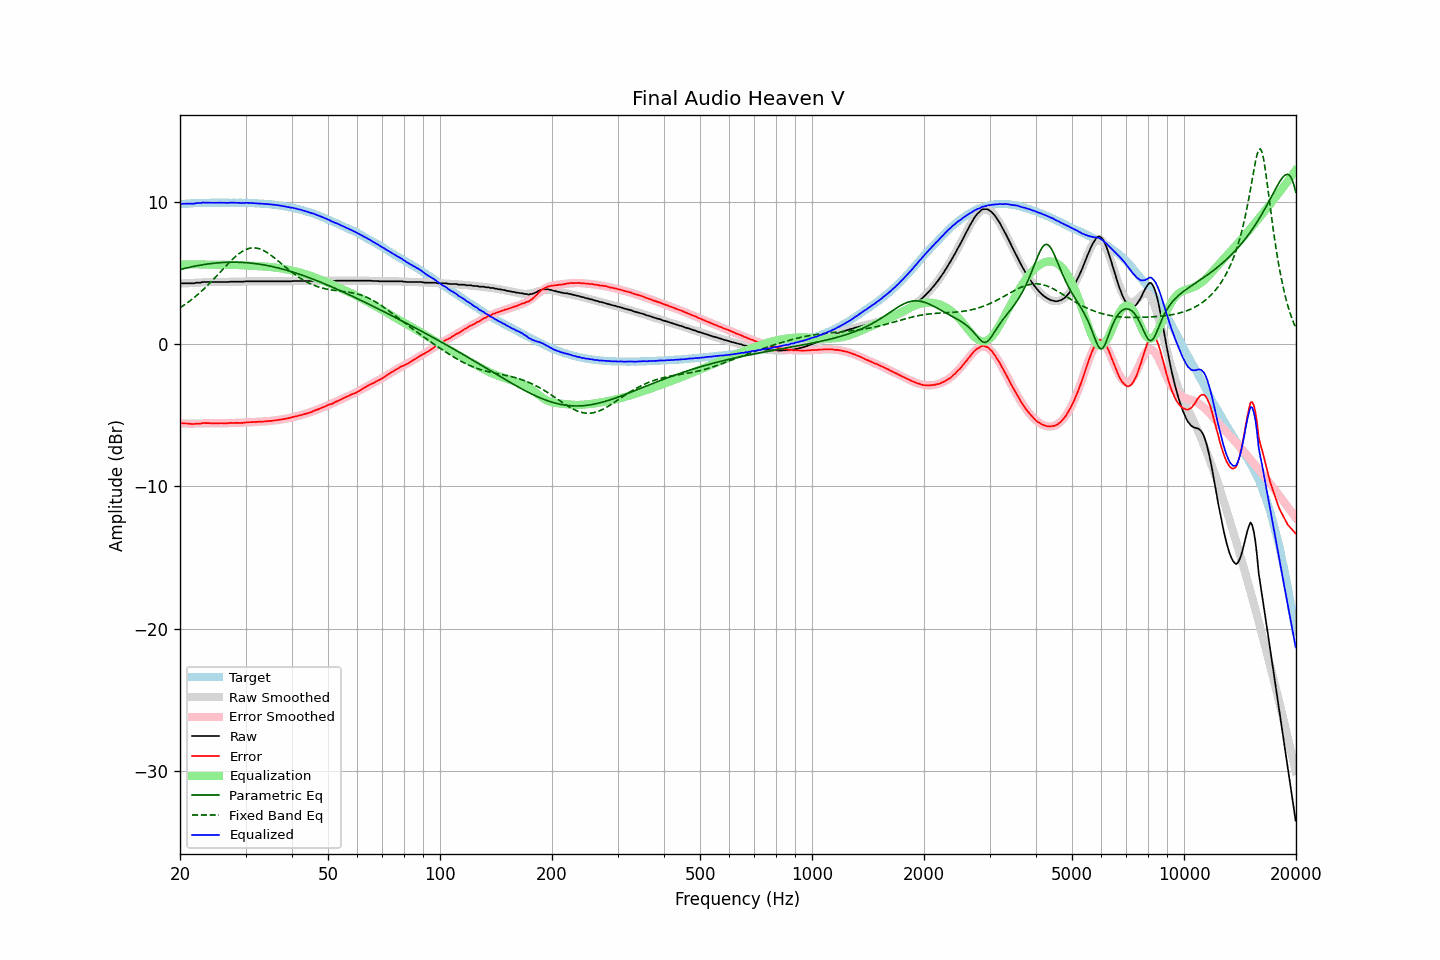 Final Audio Heaven V
Amplitude (dBr)
10
0
−10
−20
−30
Target
Raw Smoothed
Error Smoothed
Raw
Error
Equalization
Parametric Eq
Fixed Band Eq
Equalized
20 50 100 200 500 1000 2000 5000 10000 20000
Frequency (Hz)